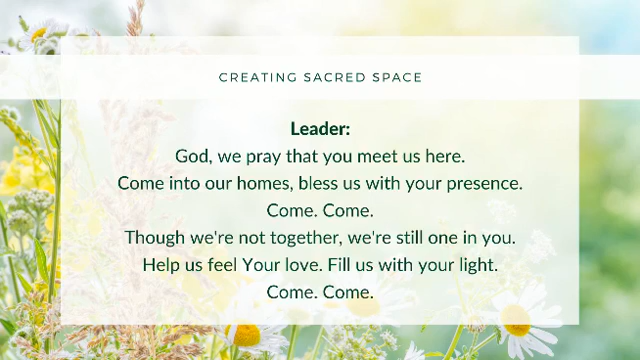 CREATING SACRED SPACE
Leader:
God, we pray that you meet us here.
Come into our homes, bless us with your presence.
Come. Come.
Though we're not together, we're still one in you.
Help us feel Your love. Fill us with your light.
Come. Come.